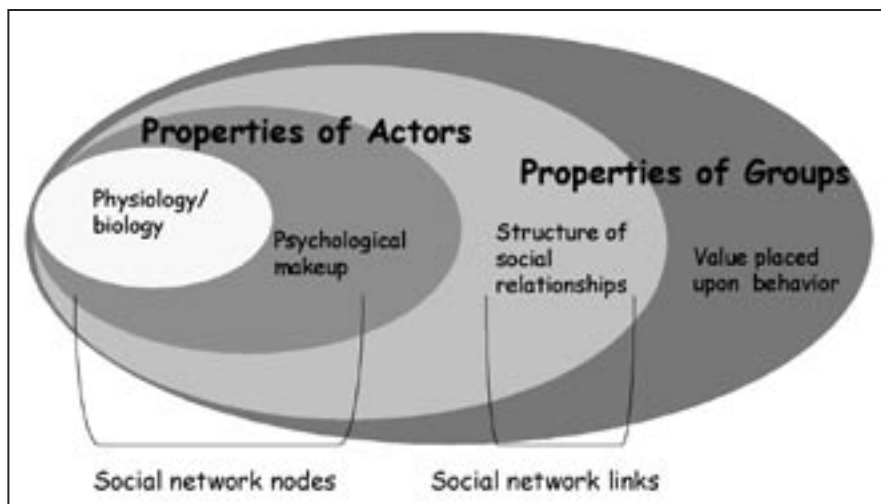 Properties of Actors
Properties of Groups
Physiology/
biology
Psychological
makeup
Structure of
social
relationships
Value placed
upon behavior
Social network nodes
Social network links